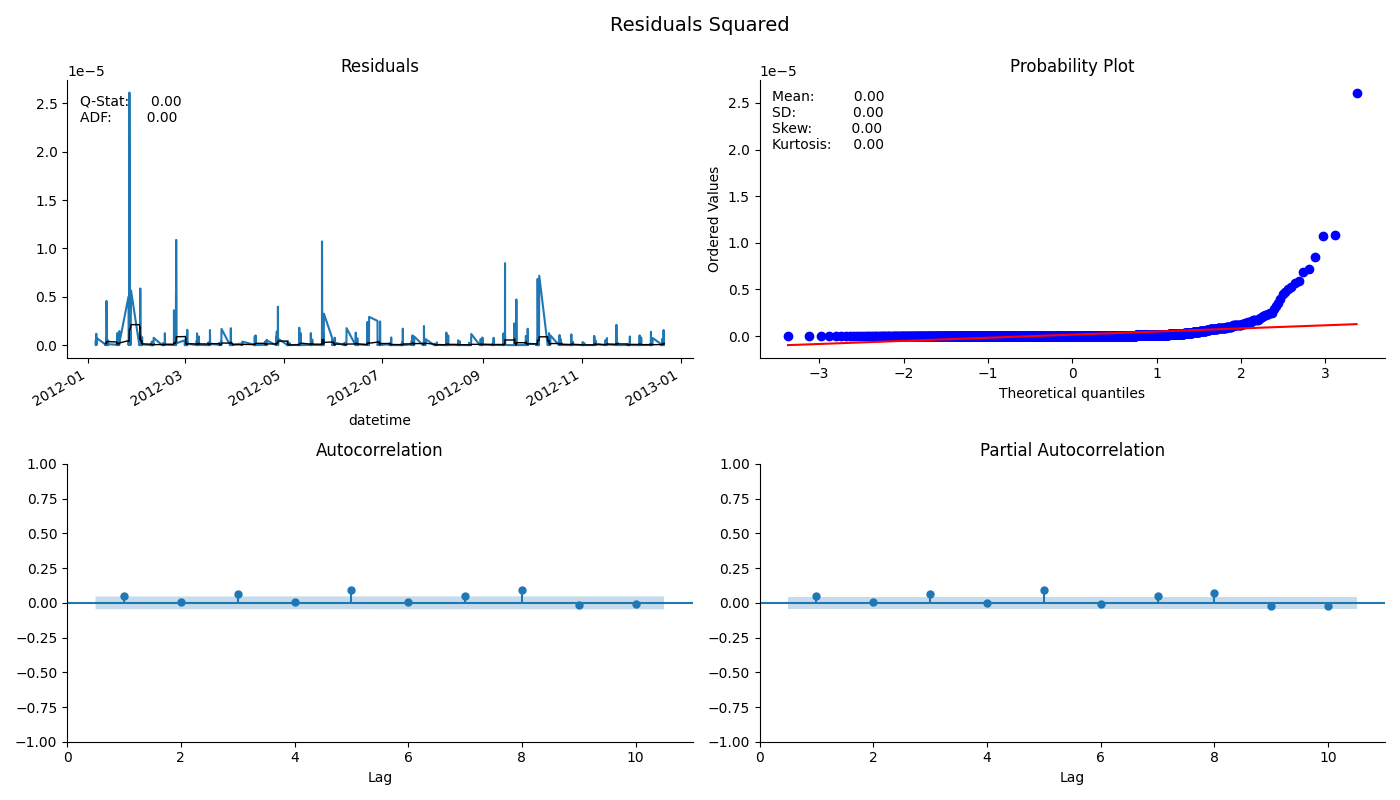 Residuals Squared
Residuals
1e−5
Q-Stat: 0.00
ADF: 0.00
2.5
2.0
1.5
1.0
0.5
0.0
2012-01
2012-03
2012-05
2012-07
2012-09
2012-11
2013-01
datetime
Probability Plot
1e−5
Mean: 0.00
SD: 0.00
Skew: 0.00
Kurtosis: 0.00
Ordered Values
2.5
2.0
1.5
1.0
0.5
0.0
−3 −2 −1 0 1 2 3
Theoretical quantiles
Autocorrelation
1.00
0.75
0.50
0.25
0.00
−0.25
−0.50
−0.75
−1.00
0 2 4 6 8 10
Lag
Partial Autocorrelation
1.00
0.75
0.50
0.25
0.00
−0.25
−0.50
−0.75
−1.00
0 2 4 6 8 10
Lag